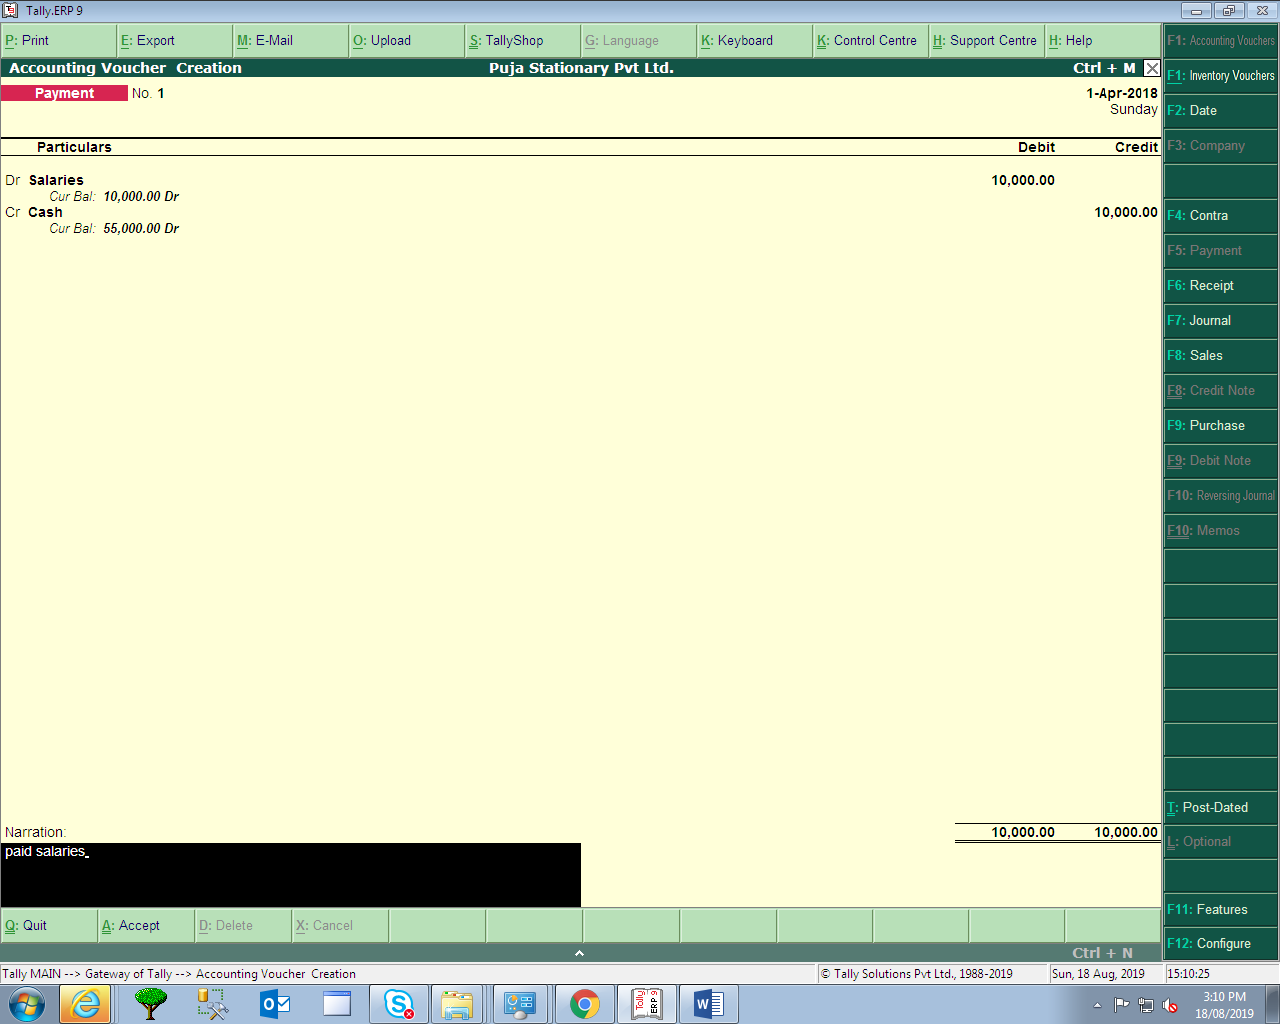 Tally.ERP 9
P: Print E: Export M: E-Mail O: Upload S: TallyShop G: Language K: Keyboard K: Control Centre H: Support Centre H: Help
Accounting Voucher Creation Puja Stationary Pvt Ltd. Ctrl + M
Payment No. 1 1-Apr-2018
Sunday
Particulars Debit Credit
Dr Salaries 10,000.00
Cur Bal: 10,000.00 Dr
Cr Cash 10,000.00
Cur Bal: 55,000.00 Dr
Narration: 10,000.00 10,000.00
paid salaries
Q: Quit A: Accept D: Delete X: Cancel
Ctrl + N
F1: Accounting Vouchers
F1: Inventory Vouchers
F2: Date
F3: Company
F4: Contra
F5: Payment
F6: Receipt
F7: Journal
F8: Sales
F8: Credit Note
F9: Purchase
F9: Debit Note
F10: Reversing Journal
F10: Memos
T: Post-Dated
L: Optional
F11: Features
F12: Configure
Tally MAIN --> Gateway of Tally --> Accounting Voucher Creation © Tally Solutions Pvt Ltd., 1988-2019 Sun, 18 Aug, 2019 15:10:25
Tally ERP 9
3:10 PM
18/08/2019